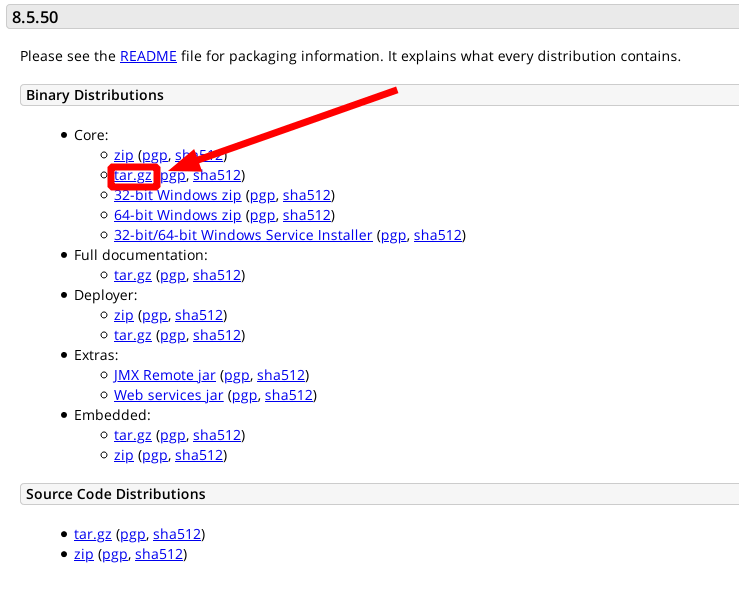 8.5.50
Please see the README file for packaging information. It explains what every distribution contains.
Binary Distributions
Core:
zip (pgp, sha512)
tar.gz (pgp, sha512)
32-bit Windows zip (pgp, sha512)
64-bit Windows zip (pgp, sha512)
32-bit/64-bit Windows Service Installer (pgp, sha512)
Full documentation:
tar.gz (pgp, sha512)
Deployer:
zip (pgp, sha512)
tar.gz (pgp, sha512)
Extras:
JMX Remote jar (pgp, sha512)
Web services jar (pgp, sha512)
Embedded:
tar.gz (pgp, sha512)
zip (pgp, sha512)
Source Code Distributions
tar.gz (pgp, sha512)
zip (pgp, sha512)